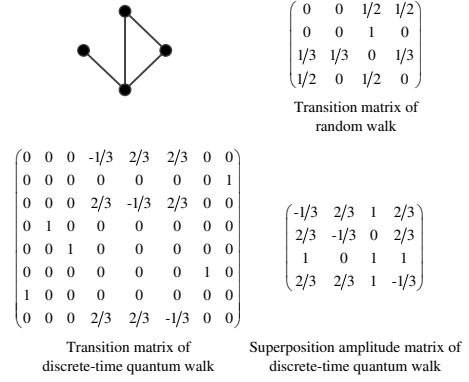 0 0 1/2 1/2
0 0 1 0
1/3 1/3 0 1/3
1/2 0 1/2 0
Transition matrix of
random walk
0 0 0 -1/3 2/3 2/3 0 0
0 0 0 0 0 0 0 1
0 0 0 2/3 -1/3 2/3 0 0
0 1 0 0 0 0 0 0
0 0 1 0 0 0 0 0
0 0 0 0 0 0 1 0
1 0 0 0 0 0 0 0
0 0 0 2/3 2/3 -1/3 0 0
Transition matrix of
discrete-time quantum walk
-1/3 2/3 1 2/3
2/3 -1/3 0 2/3
1 0 1 1
2/3 2/3 1 -1/3
Superposition amplitude matrix of
discrete-time quantum walk